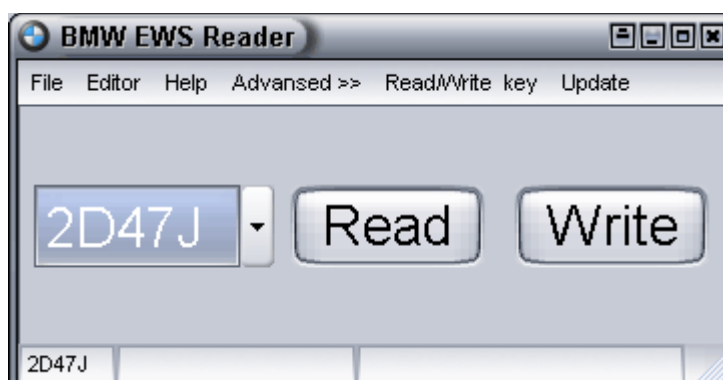 BMW EWS Reader
File Editor Help Advansed >> Read/Write key Update
2D47J Read Write
2D47J